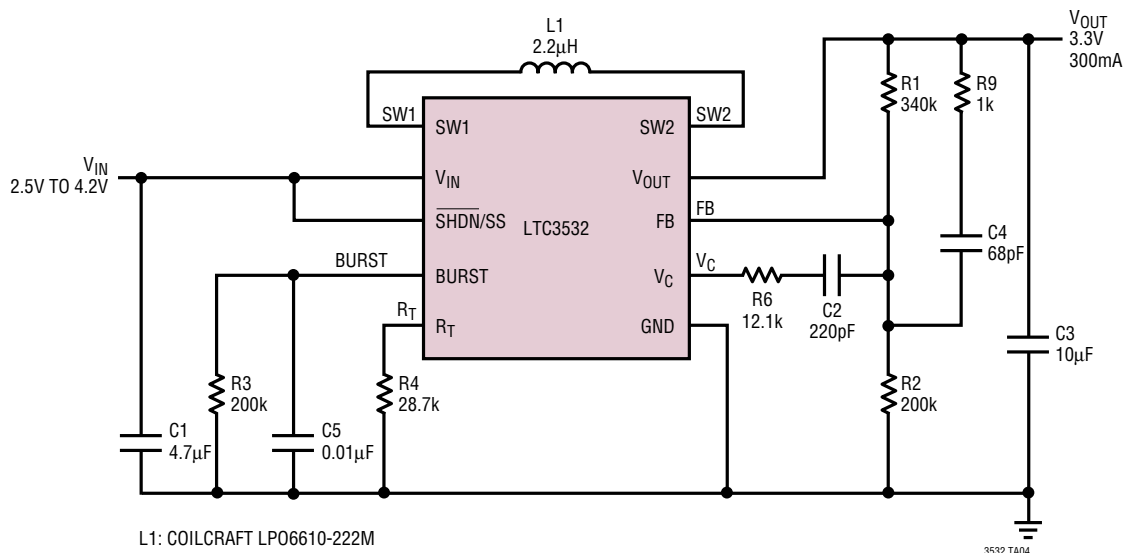 L1
2.2µH
VOUT
3.3V
300mA
R1
340k
R9
1k
SW1
SW2
SW1
SW2
VIN
2.5V TO 4.2V
VIN
VOUT
FB
SHDN/SS
LTC3532
FB
C4
68pF
BURST
BURST
VC
VC
R6
12.1k
C2
220pF
RT
RT
GND
C3
10µF
R3
200k
R4
28.7k
R2
200k
C1
4.7µF
C5
0.01µF
L1: COILCRAFT LPO6610-222M
3532 TA04